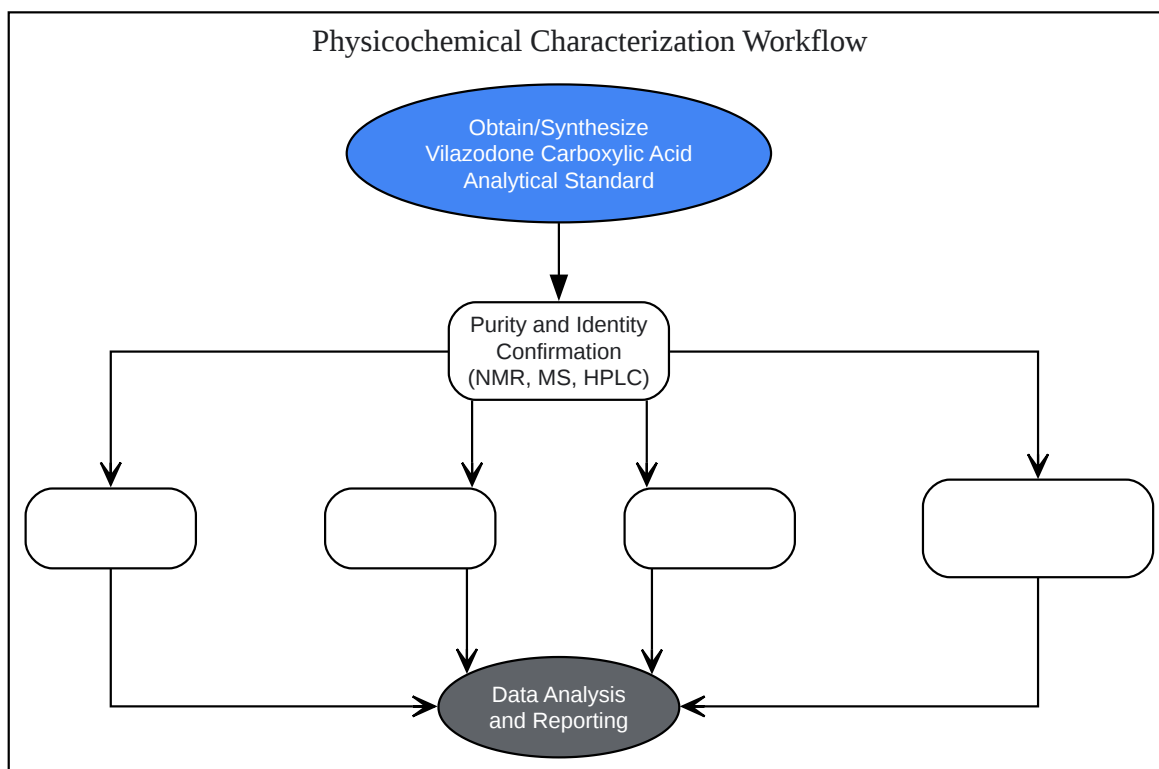 Physicochemical Characterization Workflow
Obtain/Synthesize
Vilazodone Carboxylic Acid
Analytical Standard
Purity and Identity
Confirmation
(NMR, MS, HPLC)
Data Analysis
and Reporting